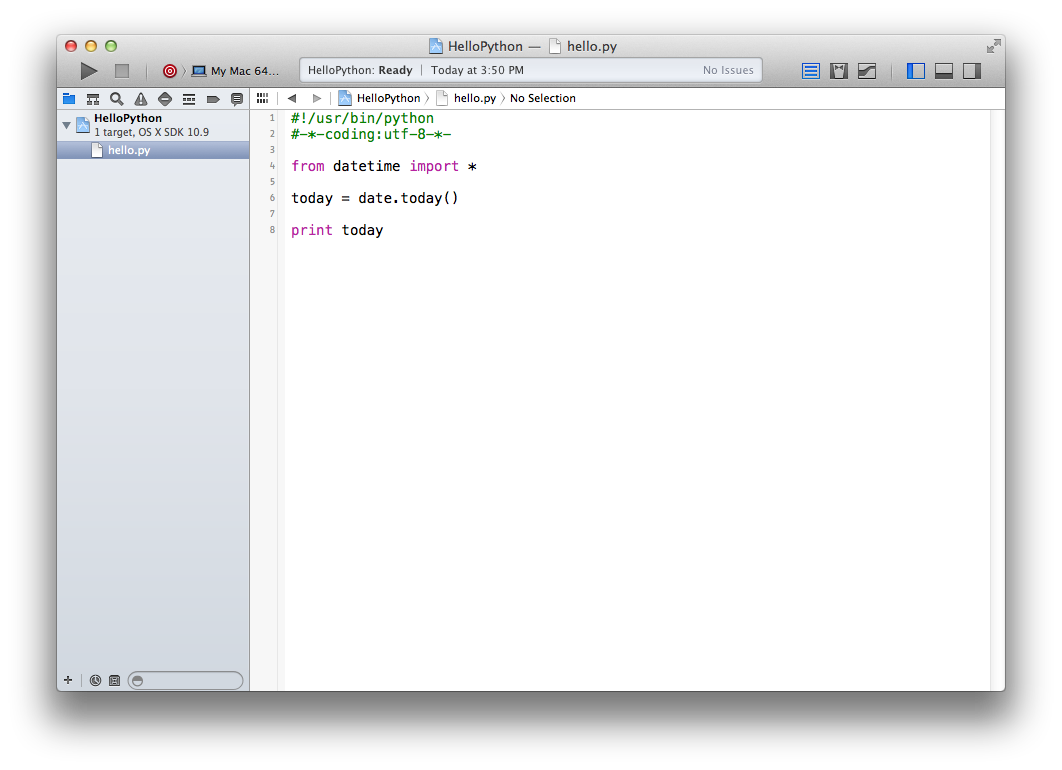 HelloPython — hello.py
My Mac 64...
HelloPython: Ready | Today at 3:50 PM
No Issues
HelloPython
hello.py
No Selection
HelloPython
1 target, OS X SDK 10.9
hello.py
1 #!/usr/bin/python
2 #-*-coding:utf-8-*-
3
4 from datetime import *
5
6 today = date.today()
7
8 print today